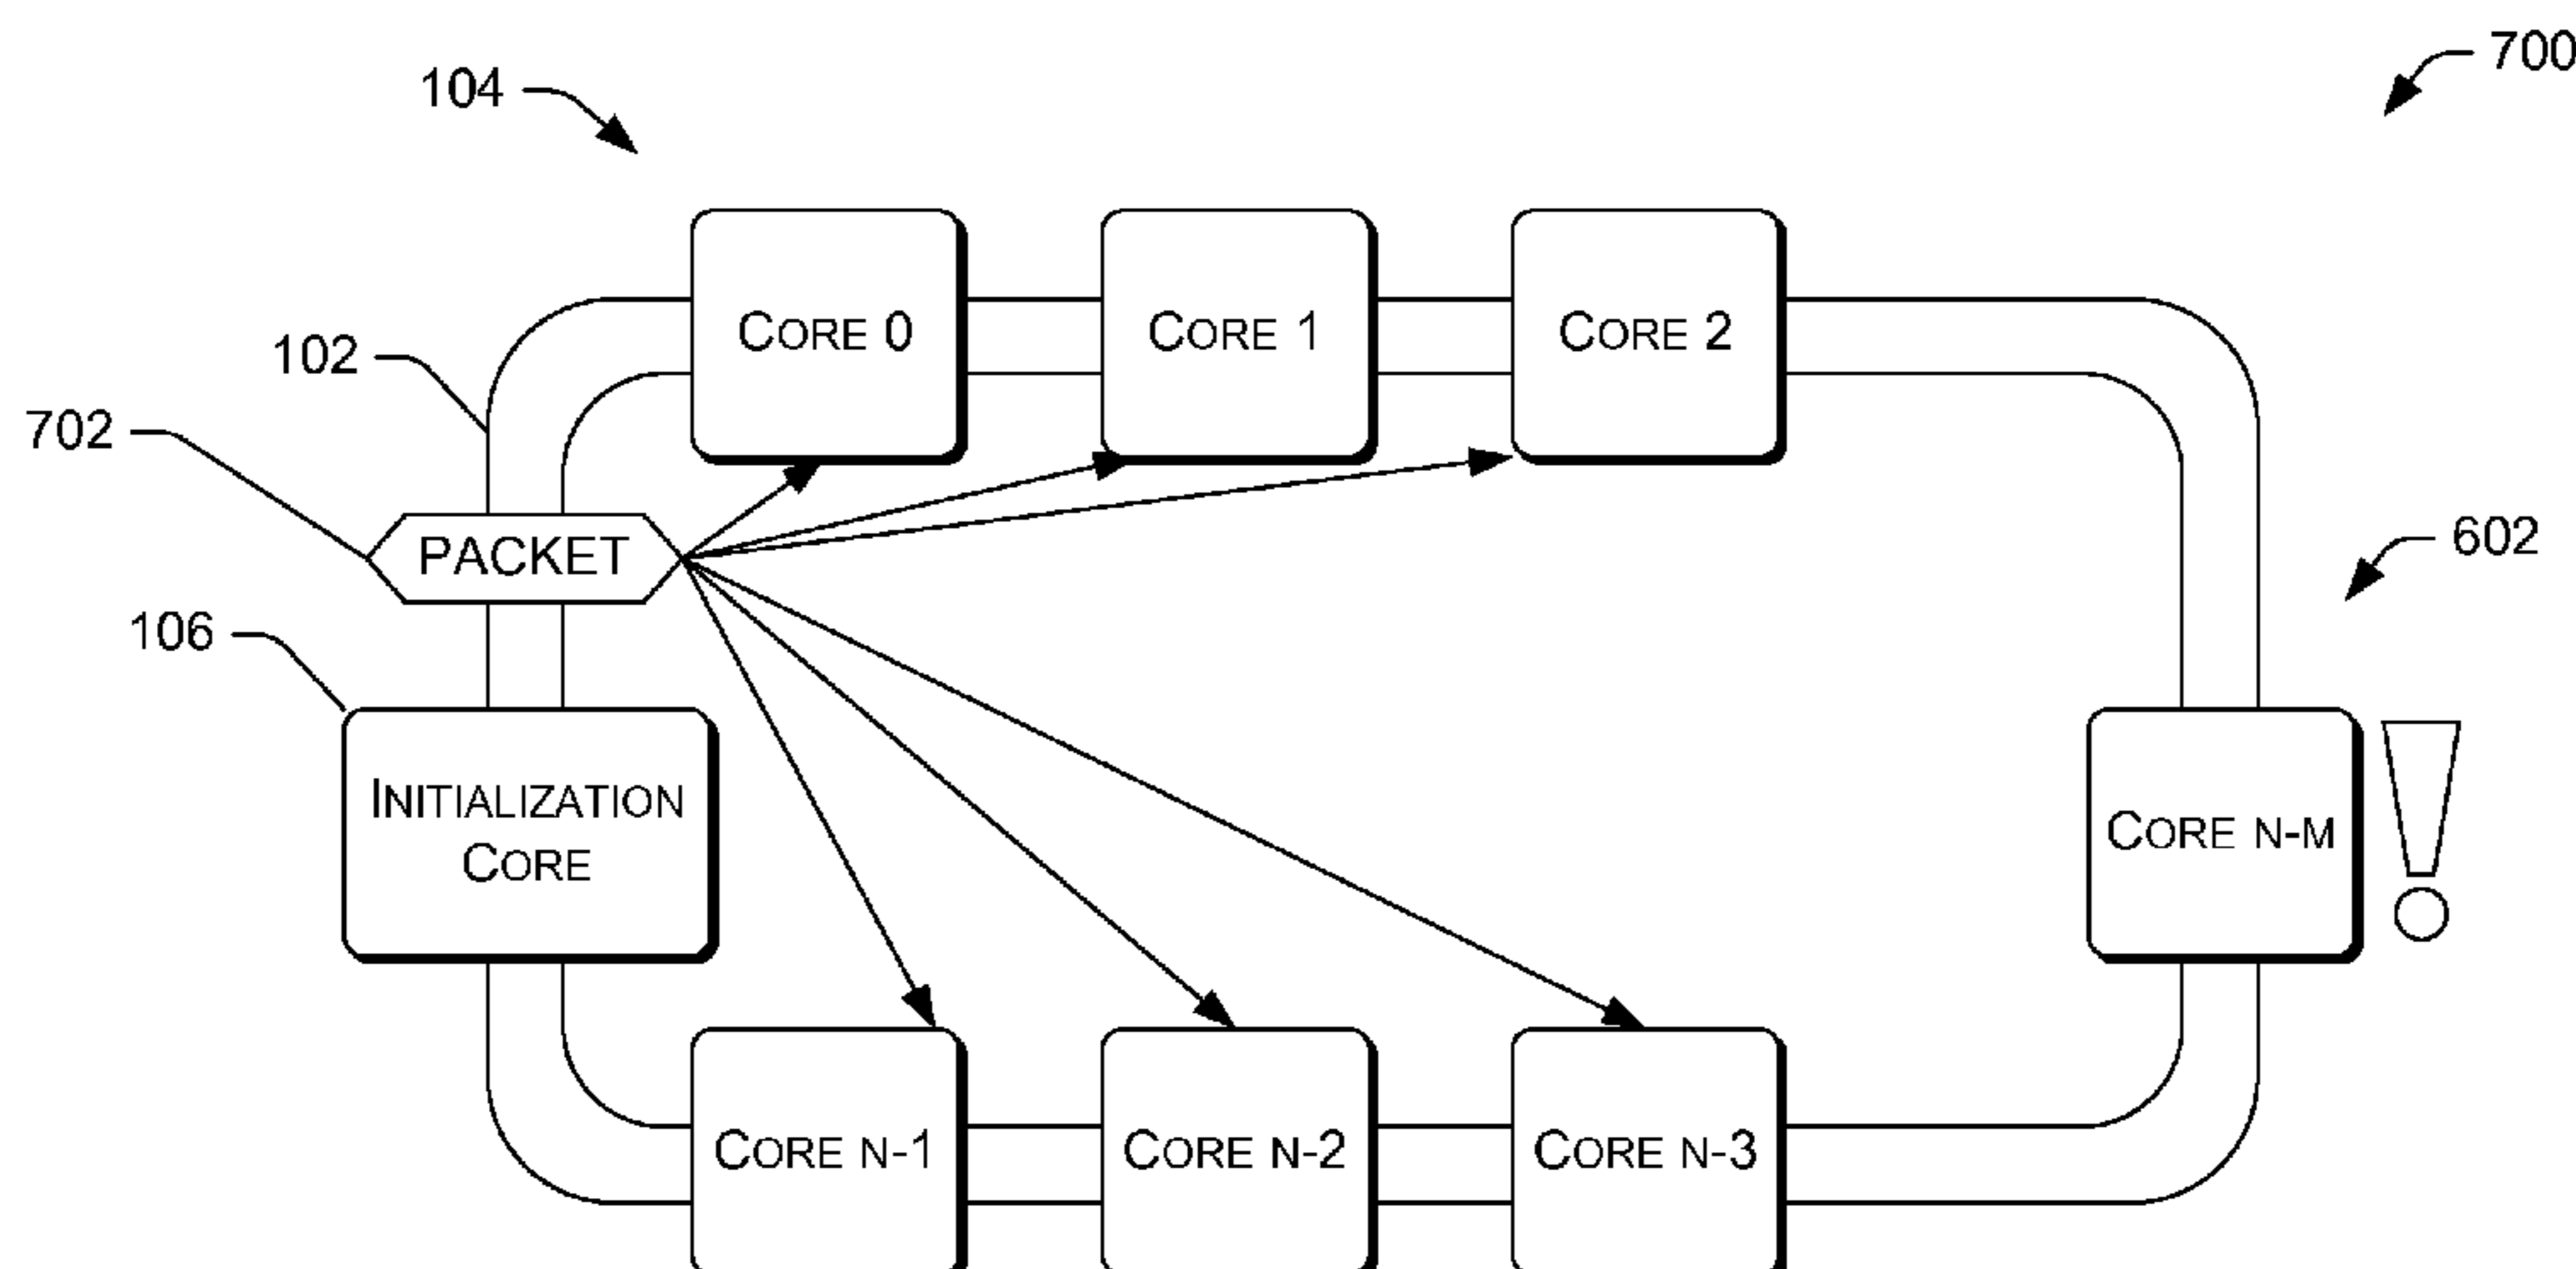 700
104
CORE 0
CORE 1
CORE 2
102
702
PACKET
602
106
INITIALIZATION
CORE
CORE N-M
CORE N-1
CORE N-2
CORE N-3